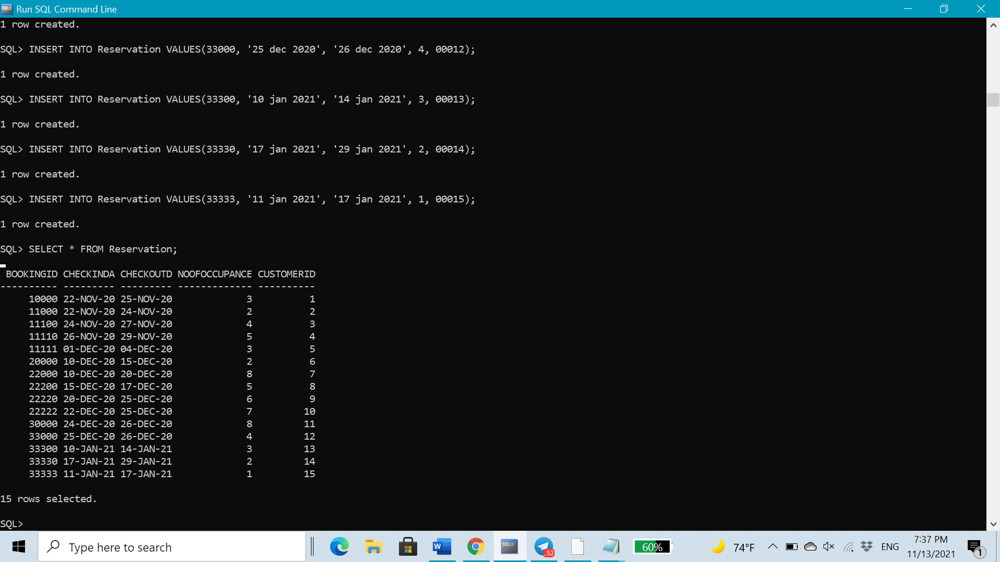 Run SQL Command Line
1 row created.
SQL> INSERT INTO Reservation VALUES(33000, '25 dec 2020', '26 dec 2020', 4, 00012);
1 row created.
SQL> INSERT INTO Reservation VALUES(33300, '10 jan 2021', '14 jan 2021', 3, 00013);
1 row created.
SQL> INSERT INTO Reservation VALUES(33330, '17 jan 2021', '29 jan 2021', 2, 00014);
1 row created.
SQL> INSERT INTO Reservation VALUES(33333, '11 jan 2021', '17 jan 2021', 1, 00015);
1 row created.
SQL> SELECT * FROM Reservation;
BOOKINGID CHECKINDA CHECKOUTD NOOFOCCUPANCE CUSTOMERID
---------- --------- --------- ------------- ----------
10000 22-NOV-20 25-NOV-20 3 1
11000 22-NOV-20 24-NOV-20 2 2
11100 24-NOV-20 27-NOV-20 4 3
11110 26-NOV-20 29-NOV-20 5 4
11111 01-DEC-20 04-DEC-20 3 5
20000 10-DEC-20 15-DEC-20 2 6
22000 10-DEC-20 20-DEC-20 8 7
22200 15-DEC-20 17-DEC-20 5 8
22220 20-DEC-20 25-DEC-20 6 9
22222 22-DEC-20 25-DEC-20 7 10
30000 24-DEC-20 26-DEC-20 8 11
33000 25-DEC-20 26-DEC-20 4 12
33300 10-JAN-21 14-JAN-21 3 13
33330 17-JAN-21 29-JAN-21 2 14
33333 11-JAN-21 17-JAN-21 1 15
15 rows selected.
SQL>
Type here to search
W
SQL>
..52
60%
74°F
ENG
7:37 PM
11/13/2021
1